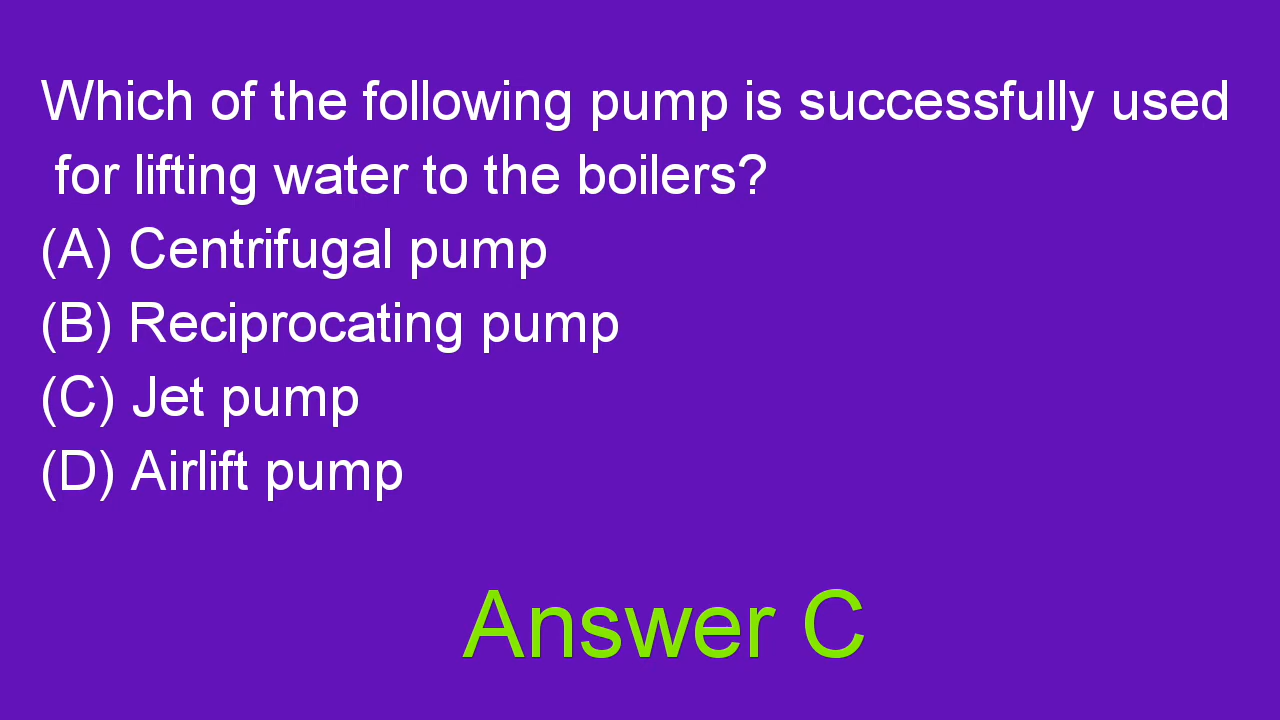 Which of the following pump is successfully used
for lifting water to the boilers?
(A) Centrifugal pump
(B) Reciprocating pump
(C) Jet pump
(D) Airlift pump
Answer C